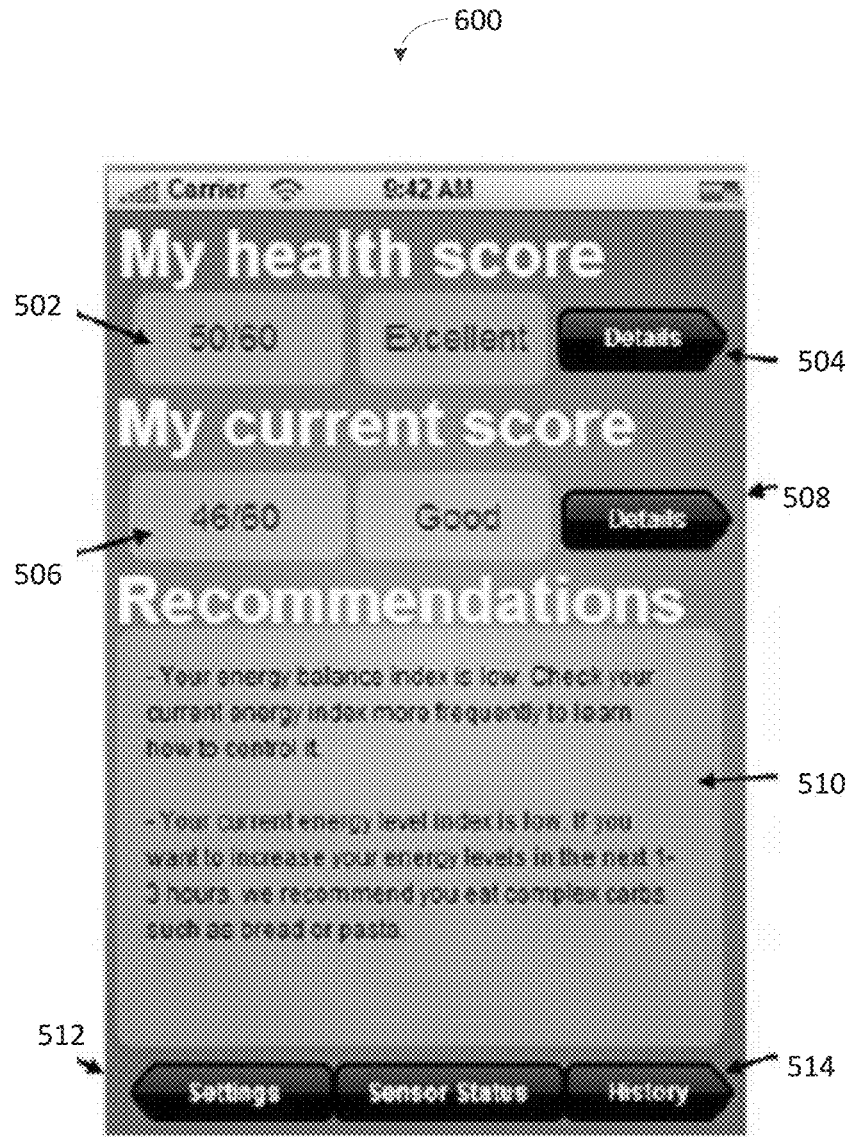 600
Carrier 9:42 AM
My health score
502
50/60 Excellent Details
504
My current score
508
46/60 Good Details
506
Recommendations
- Your energy balance index is low. Check your
current energy index more frequently to learn
how to control it.
510
- Your current energy level index is low. If you
want to increase your energy levels in the next 1-
3 hours, we recommend you eat complex carbs
such as bread or pasta.
512
Settings Sensor Status History
514